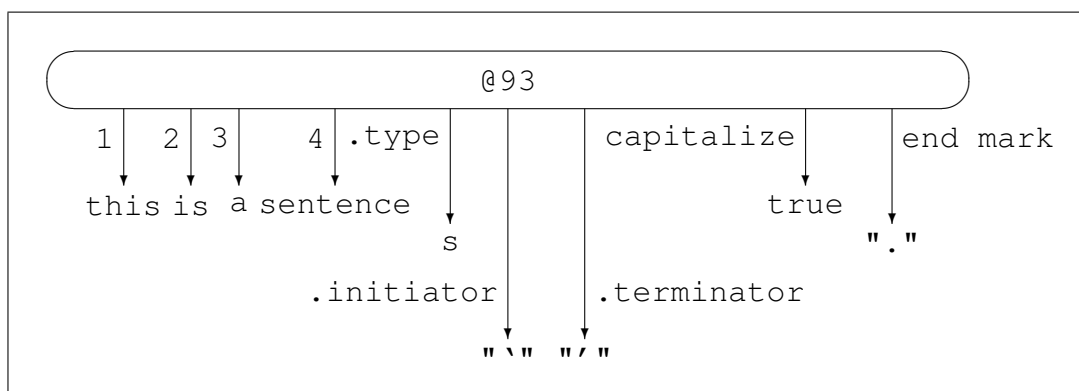 @93
1 2 3 4 .type capitalize end mark
this is a sentence true
s "."
.initiator .terminator
"‵" "′"